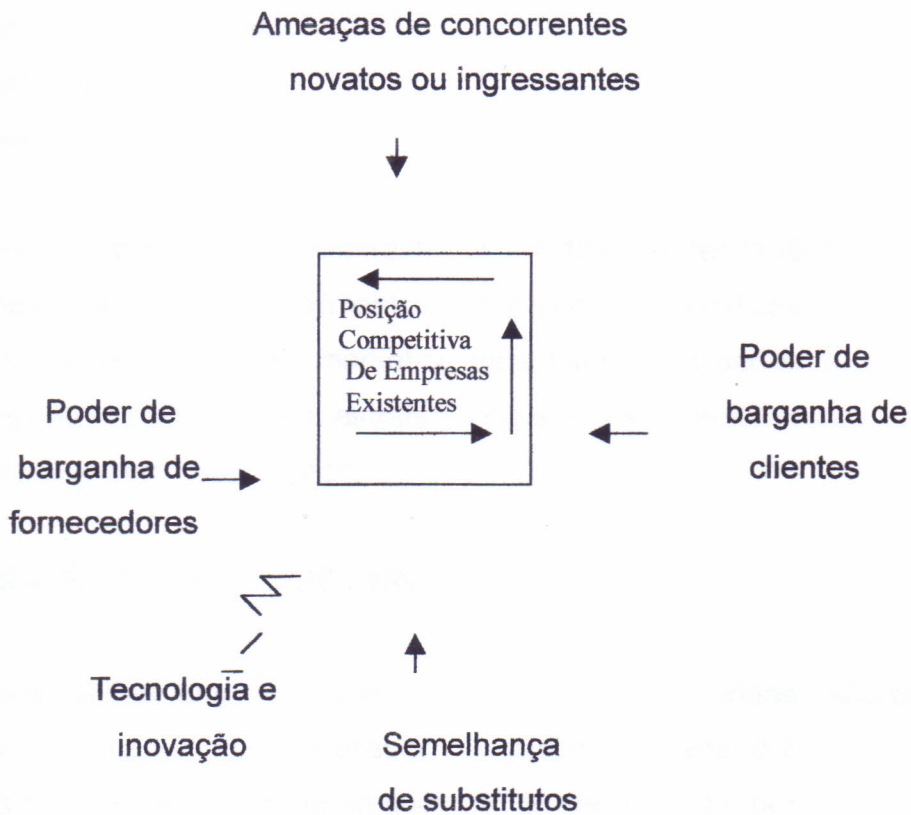 Ameaças de concorrentes
novatos ou ingressantes
Posição
Competitiva
De Empresas
Existentes
Poder de
barganha de
clientes
Poder de
barganha de
fornecedores
Tecnologia e
inovação
Semelhança
de substitutos